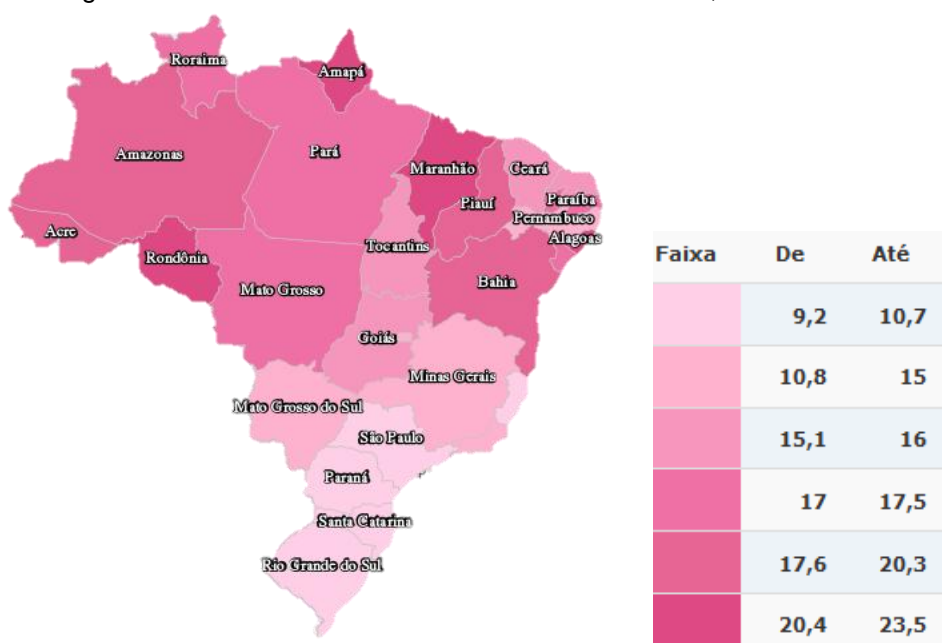 Roraima
Amapá
Amazonas
Pará
Maranhão
Ceará
Piauí
Paraíba
Pernambuco
Acre
Tocantins
Alagoas
Rondônia
Bahia
Mato Grosso
Goiás
Minas Gerais
Mato Grosso do Sul
São Paulo
Paraná
Santa Catarina
Rio Grande do Sul
Faixa De Até
9,2 10,7
10,8 15
15,1 16
17 17,5
17,6 20,3
20,4 23,5